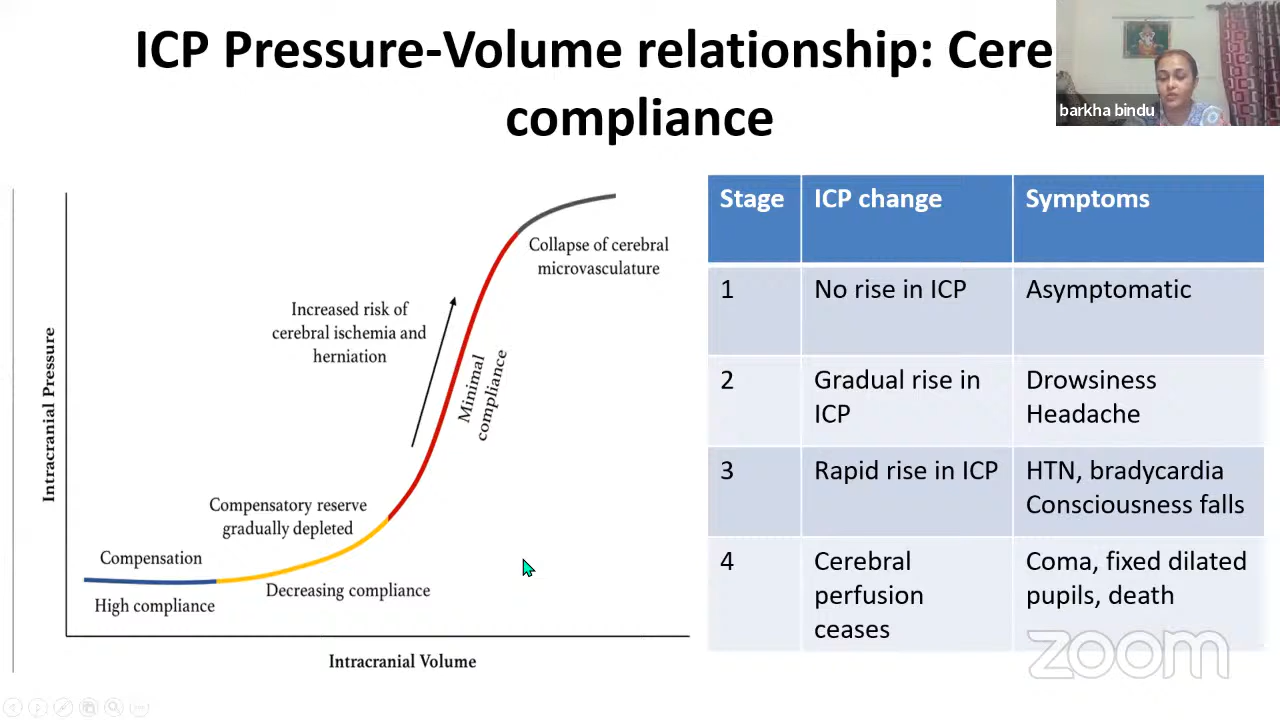 ICP Pressure-Volume relationship: Cere
compliance
barkha bindu
Intracranial Pressure
Collapse of cerebral
microvasculature
Increased risk of
cerebral ischemia and
herniation
Minimal
compliance
Compensatory reserve
gradually depleted
Compensation
High compliance
Decreasing compliance
Intracranial Volume
Stage ICP change Symptoms
1 No rise in ICP Asymptomatic
2 Gradual rise in Drowsiness
ICP Headache
3 Rapid rise in ICP HTN, bradycardia
Consciousness falls
4 Cerebral Coma, fixed dilated
perfusion pupils, death
ceases
zoom